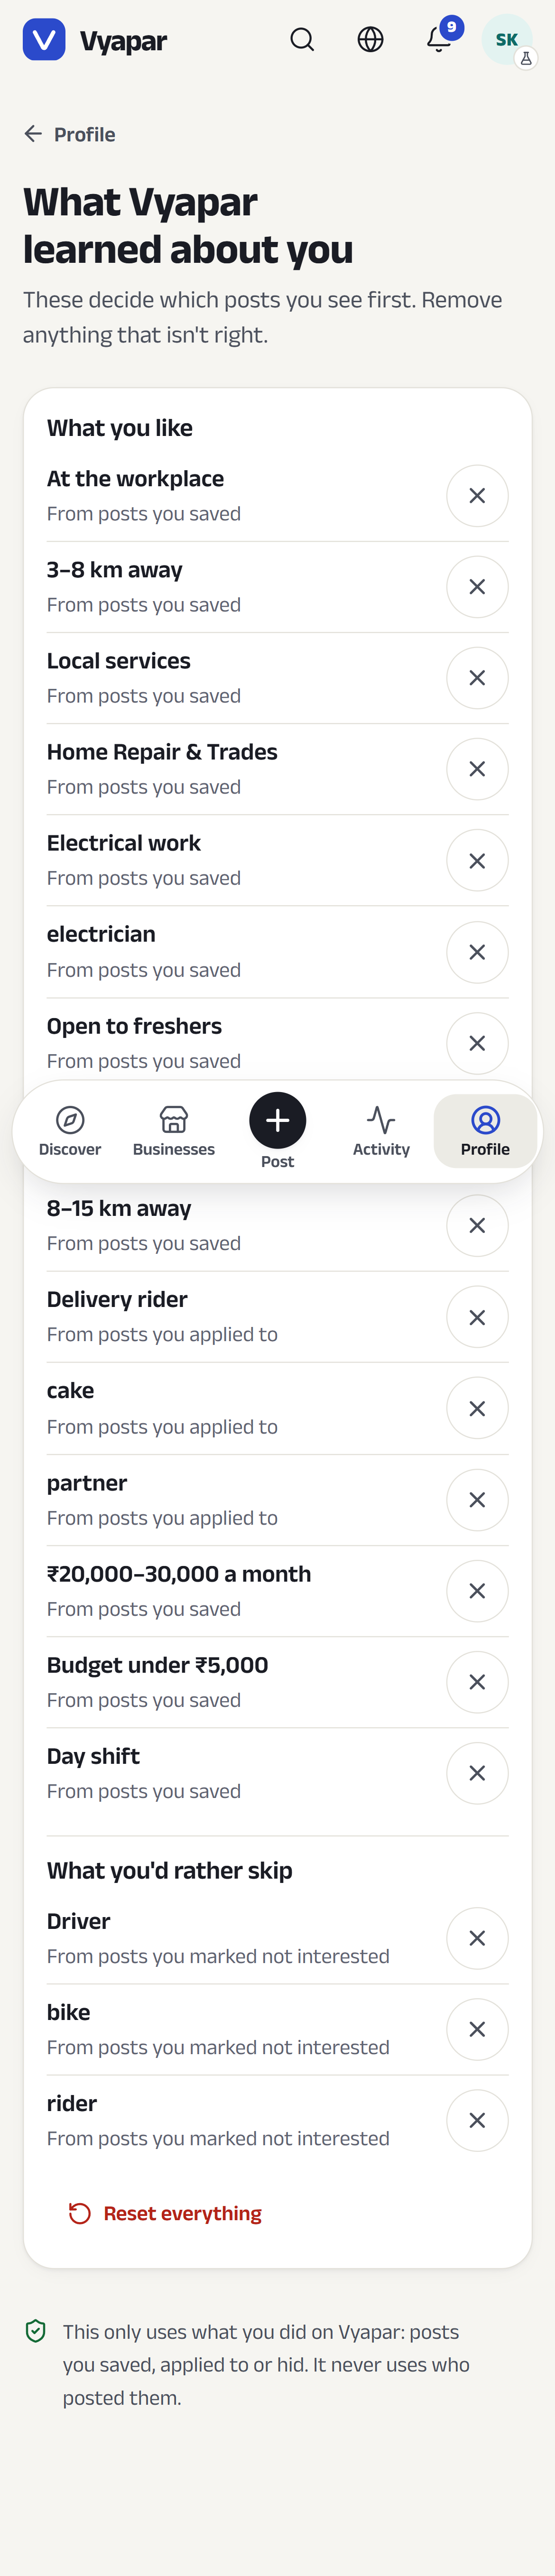 Vyapar
9
SK
Profile
What Vyapar
learned about you
These decide which posts you see first. Remove
anything that isn't right.
What you like
At the workplace
From posts you saved
3–8 km away
From posts you saved
Local services
From posts you saved
Home Repair & Trades
From posts you saved
Electrical work
From posts you saved
electrician
From posts you saved
Open to freshers
From posts you saved
Discover
Businesses
Post
Activity
Profile
8–15 km away
From posts you saved
Delivery rider
From posts you applied to
cake
From posts you applied to
partner
From posts you applied to
₹20,000–30,000 a month
From posts you saved
Budget under ₹5,000
From posts you saved
Day shift
From posts you saved
What you'd rather skip
Driver
From posts you marked not interested
bike
From posts you marked not interested
rider
From posts you marked not interested
Reset everything
This only uses what you did on Vyapar: posts
you saved, applied to or hid. It never uses who
posted them.